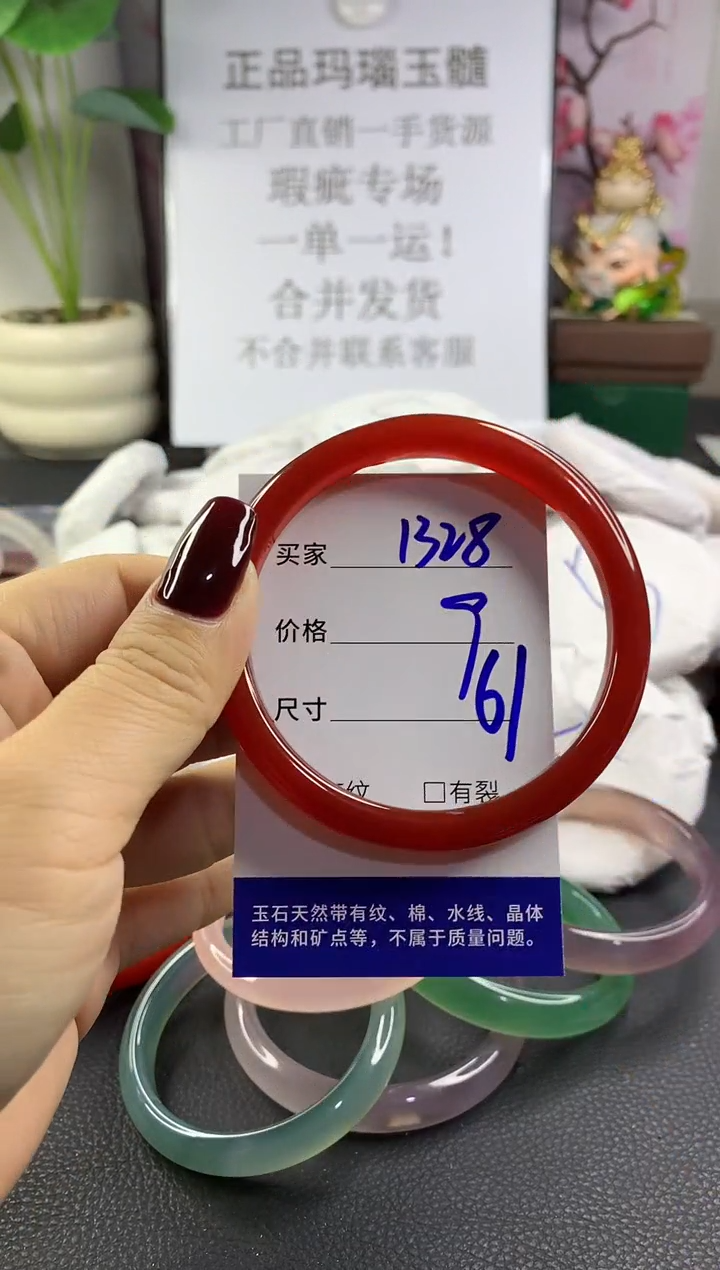 正品玛瑙玉髓
工厂直销一手货源
瑕疵专场
一单一运！
合并发货
不合并联系客服
买家 1328
价格
尺寸 61
纹 □有裂
玉石天然带有纹、棉、水线、晶体
结构和矿点等，不属于质量问题。